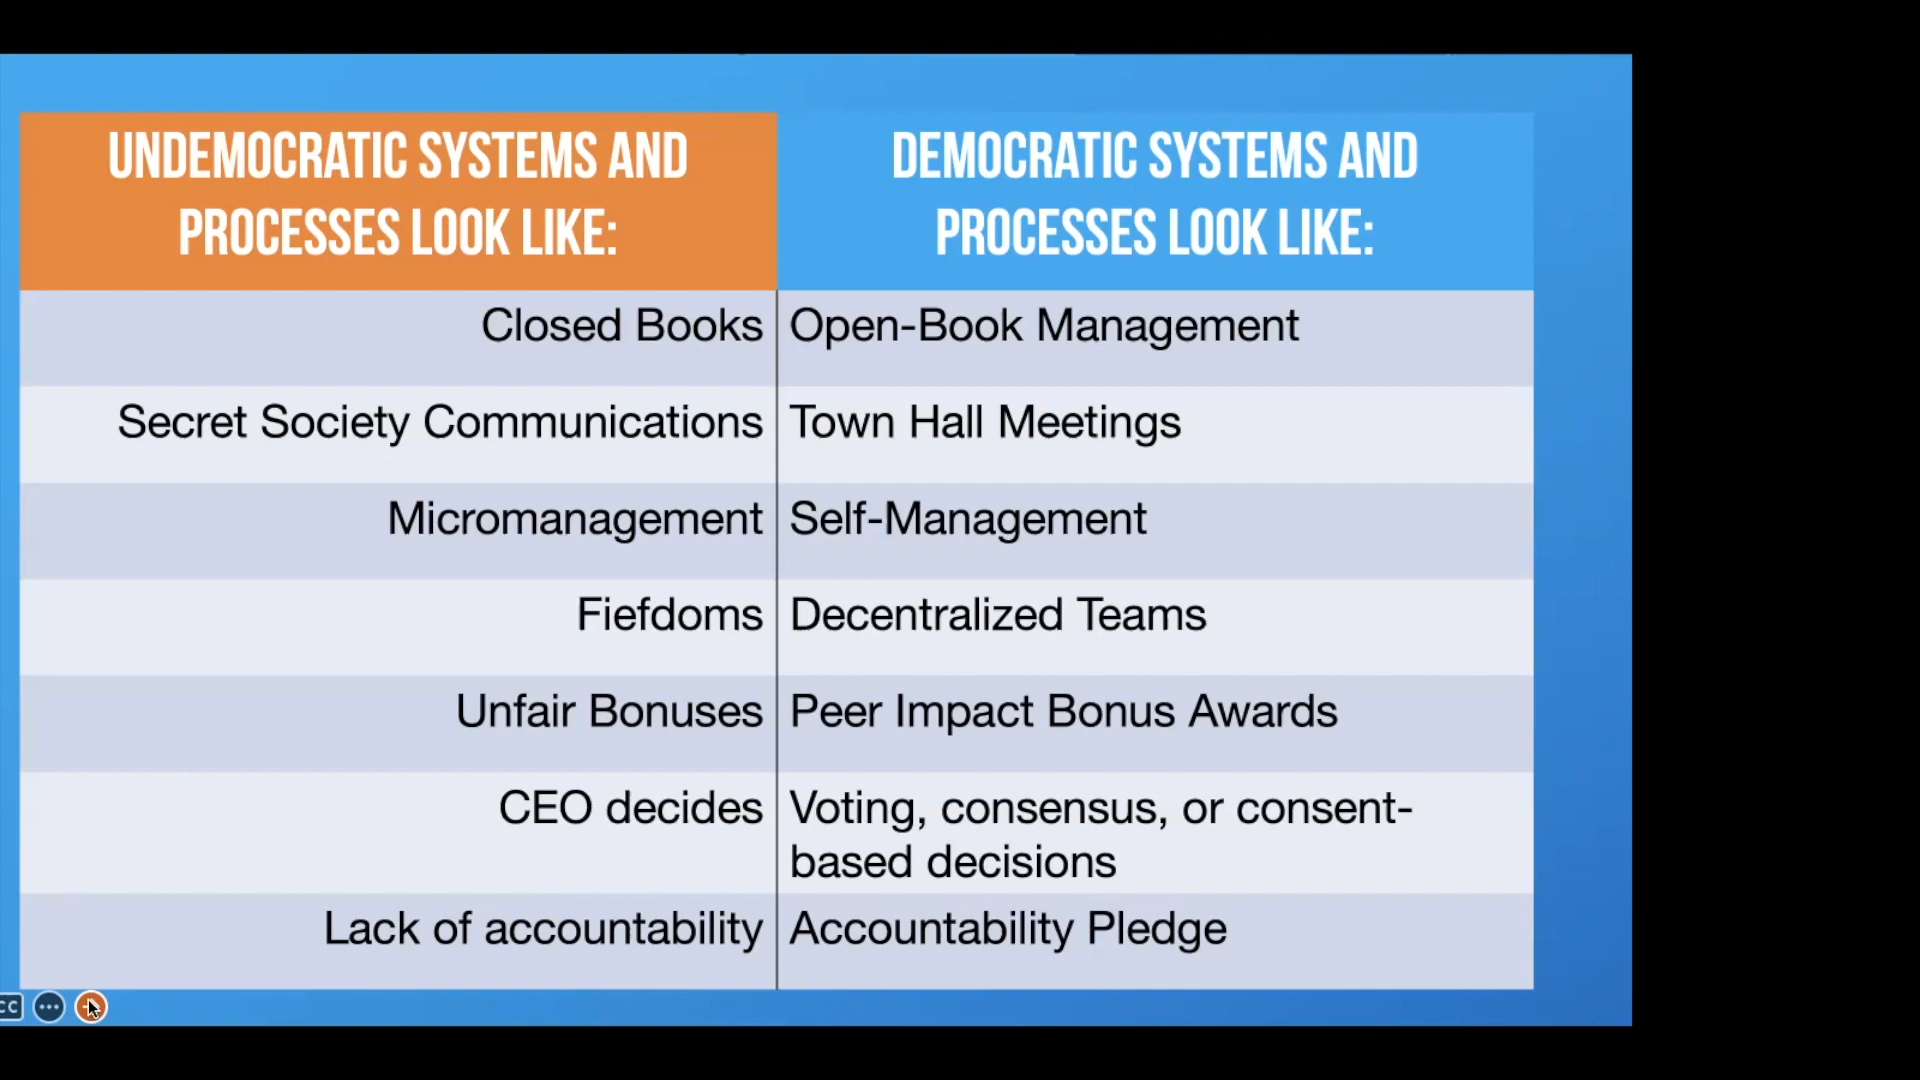 UNDEMOCRATIC SYSTEMS AND
PROCESSES LOOK LIKE:
DEMOCRATIC SYSTEMS AND
PROCESSES LOOK LIKE:
Closed Books
Open-Book Management
Secret Society Communications
Town Hall Meetings
Micromanagement
Self-Management
Fiefdoms
Decentralized Teams
Unfair Bonuses
Peer Impact Bonus Awards
CEO decides
Voting, consensus, or consent-
based decisions
Lack of accountability
Accountability Pledge
CC